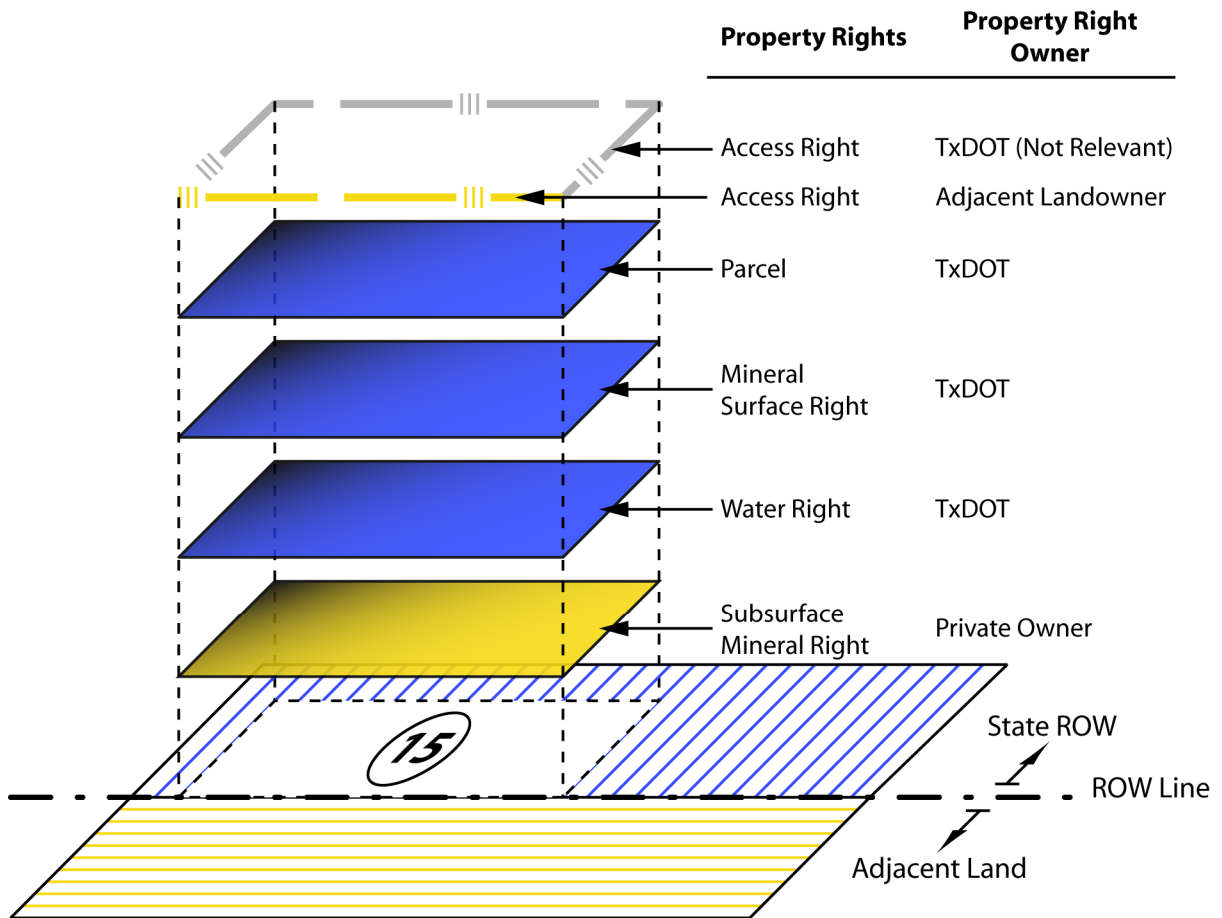 Property Rights
Property Right
Owner
Access Right TxDOT (Not Relevant)
Access Right Adjacent Landowner
Parcel TxDOT
Mineral
Surface Right TxDOT
Water Right TxDOT
Subsurface
Mineral Right Private Owner
15
State ROW
ROW Line
Adjacent Land